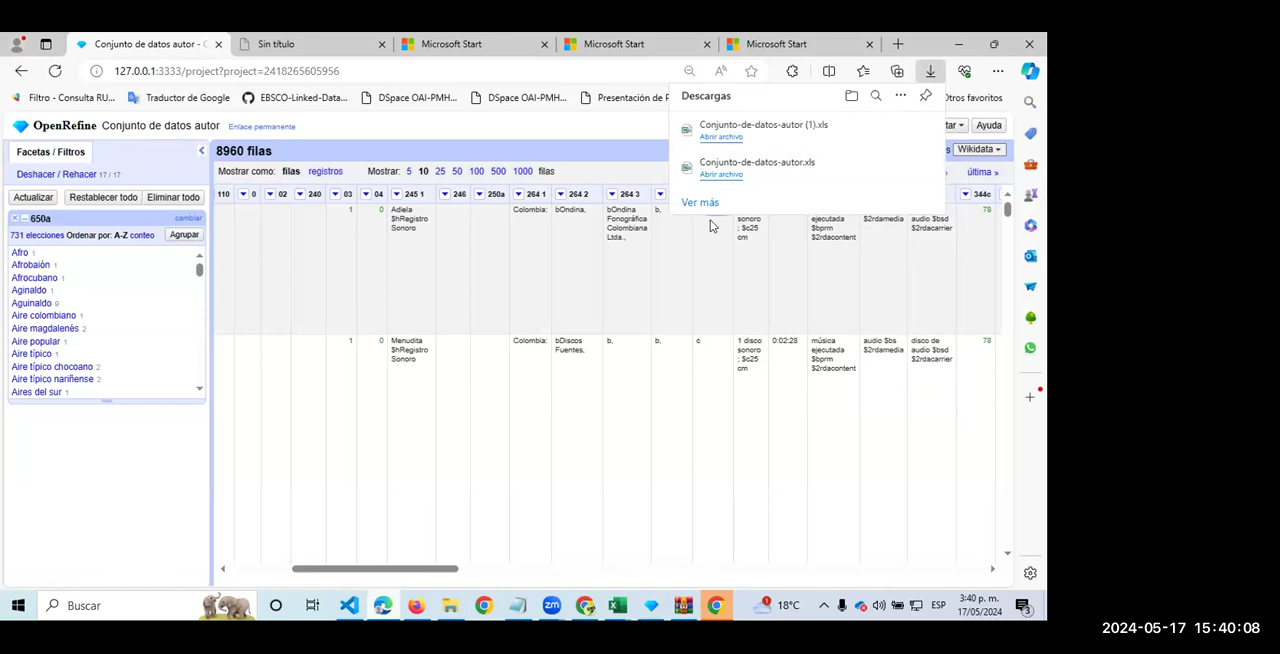 Conjunto de datos autor - C
Sin título
Microsoft Start
Microsoft Start
Microsoft Start
127.0.0.1:3333/project?project=2418265605956
Filtro - Consulta RU...
Traductor de Google
EBSCO-Linked-Data...
DSpace OAI-PMH...
DSpace OAI-PMH...
Presentación de P
Otros favoritos
Descargas
Conjunto-de-datos-autor (1).xls
Abrir archivo
Conjunto-de-datos-autor.xls
Abrir archivo
Ver más
OpenRefine Conjunto de datos autor Enlace permanente
tar Ayuda
Facetas / Filtros
8960 filas
s Wikidata
Deshacer / Rehacer 17 / 17
Mostrar como: filas registros Mostrar: 5 10 25 50 100 500 1000 filas
última »
Actualizar Restablecer todo Eliminar todo
110 0 02 240 03 04 245 1 246 250a 264 1 264 2 264 3 344c
650a cambiar
731 elecciones Ordenar por: A-Z conteo Agrupar
Afro 1
Afrobaión 1
Afrocubano 1
Aginaldo 1
Aguinaldo 9
Aire colombiano 1
Aire magdalenés 2
Aire popular 1
Aire típico 1
Aire típico chocoano 2
Aire típico nariñense 2
Aires del sur 1
1 0 Adiela Colombia: bOndina, bOndina b, 78
$hRegistro Fonográfica sonoro ejecutada $2rdamedia audio $bsd
Sonoro Colombiana ; $c25 $bprm $2rdacarrier
Ltda., cm $2rdacontent
1 0 Menudita Colombia: bDiscos b, b, c 1 disco 0:02:28 música audio $bs disco de 78
$hRegistro Fuentes, sonoro ejecutada $2rdamedia audio $bsd
Sonoro ; $c25 $bprm $2rdacarrier
cm $2rdacontent
Buscar
18°C
ESP
3:40 p. m.
17/05/2024
3
2024-05-17 15:40:08